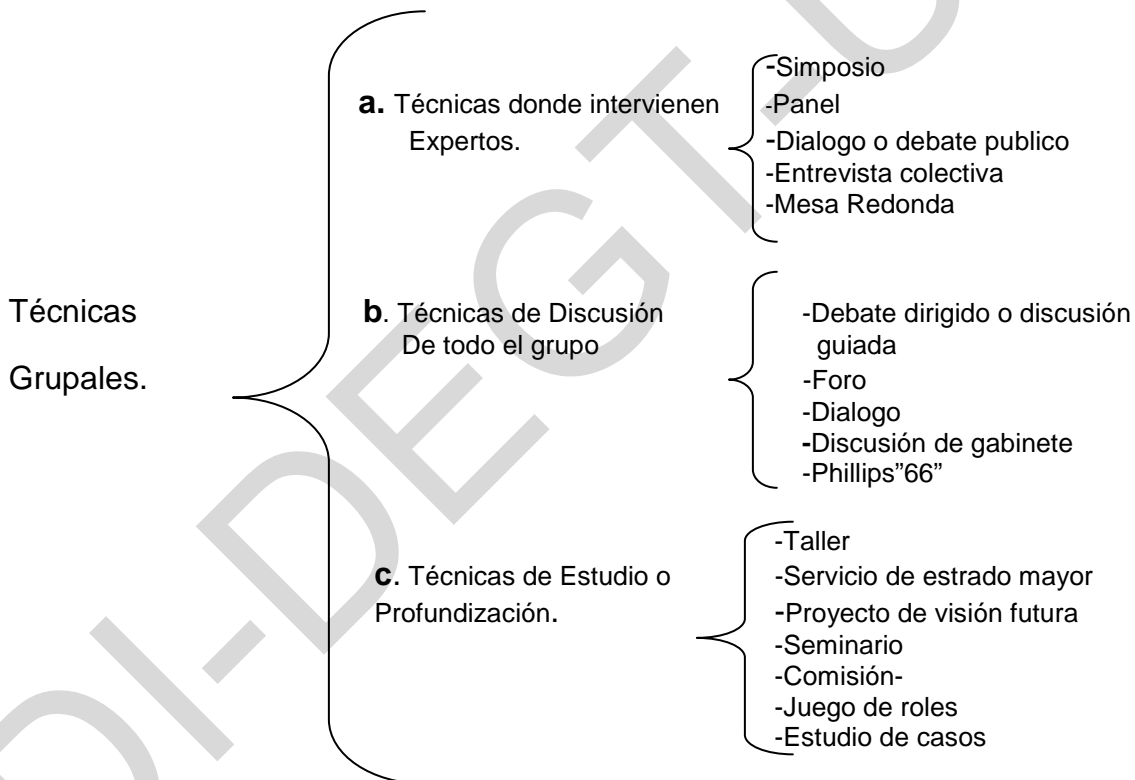 Técnicas
Grupales.
a. Técnicas donde intervienen
Expertos.
-Simposio
-Panel
-Dialogo o debate publico
-Entrevista colectiva
-Mesa Redonda
b. Técnicas de Discusión
De todo el grupo
-Debate dirigido o discusión
guiada
-Foro
-Dialogo
-Discusión de gabinete
-Phillips"66”
c. Técnicas de Estudio o
Profundización.
-Taller
-Servicio de estrado mayor
-Proyecto de visión futura
-Seminario
-Comisión-
-Juego de roles
-Estudio de casos
DI-DEGT-U